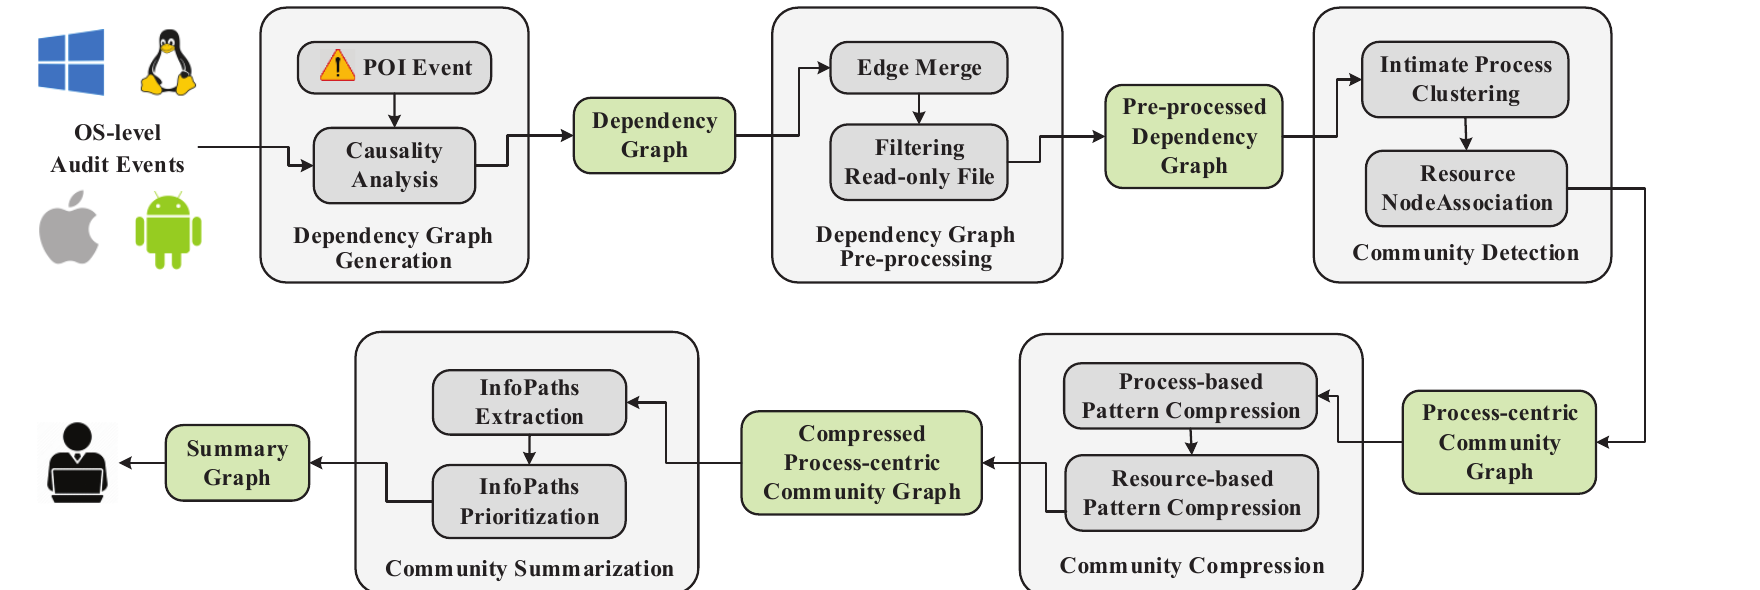 OS-level
Audit Events
POI Event
Causality
Analysis
Dependency Graph
Generation
Dependency
Graph
Edge Merge
Filtering
Read-only File
Dependency Graph
Pre-processing
Pre-processed
Dependency
Graph
Intimate Process
Clustering
Resource
NodeAssociation
Community Detection
Process-centric
Community
Graph
Process-based
Pattern Compression
Resource-based
Pattern Compression
Community Compression
Compressed
Process-centric
Community Graph
InfoPaths
Extraction
InfoPaths
Prioritization
Community Summarization
Summary
Graph